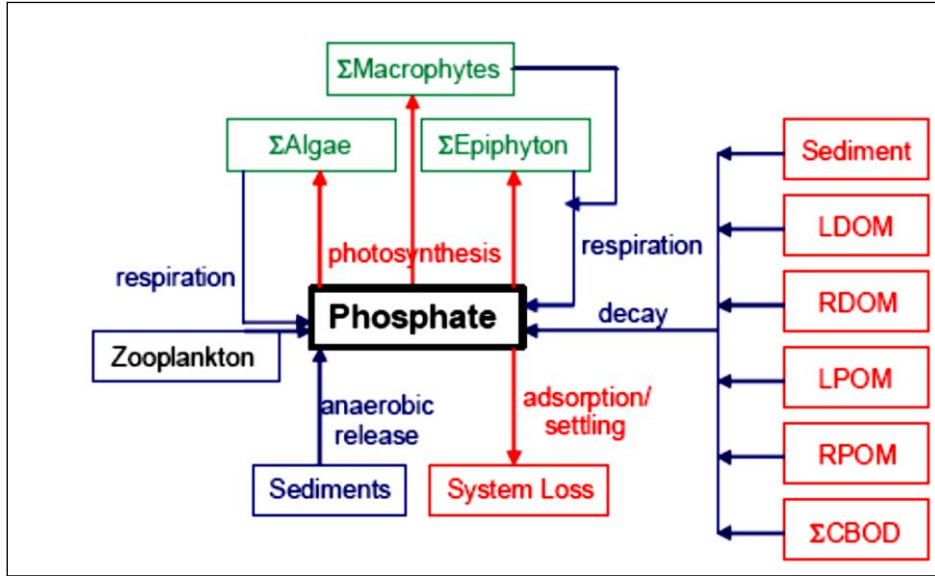 ΣMacrophytes
ΣAlgae
ΣEpiphyton
Sediment
LDOM
respiration
photosynthesis
respiration
RDOM
Phosphate
decay
Zooplankton
LPOM
anaerobic
release
adsorption/
settling
RPOM
Sediments
System Loss
ΣCBOD